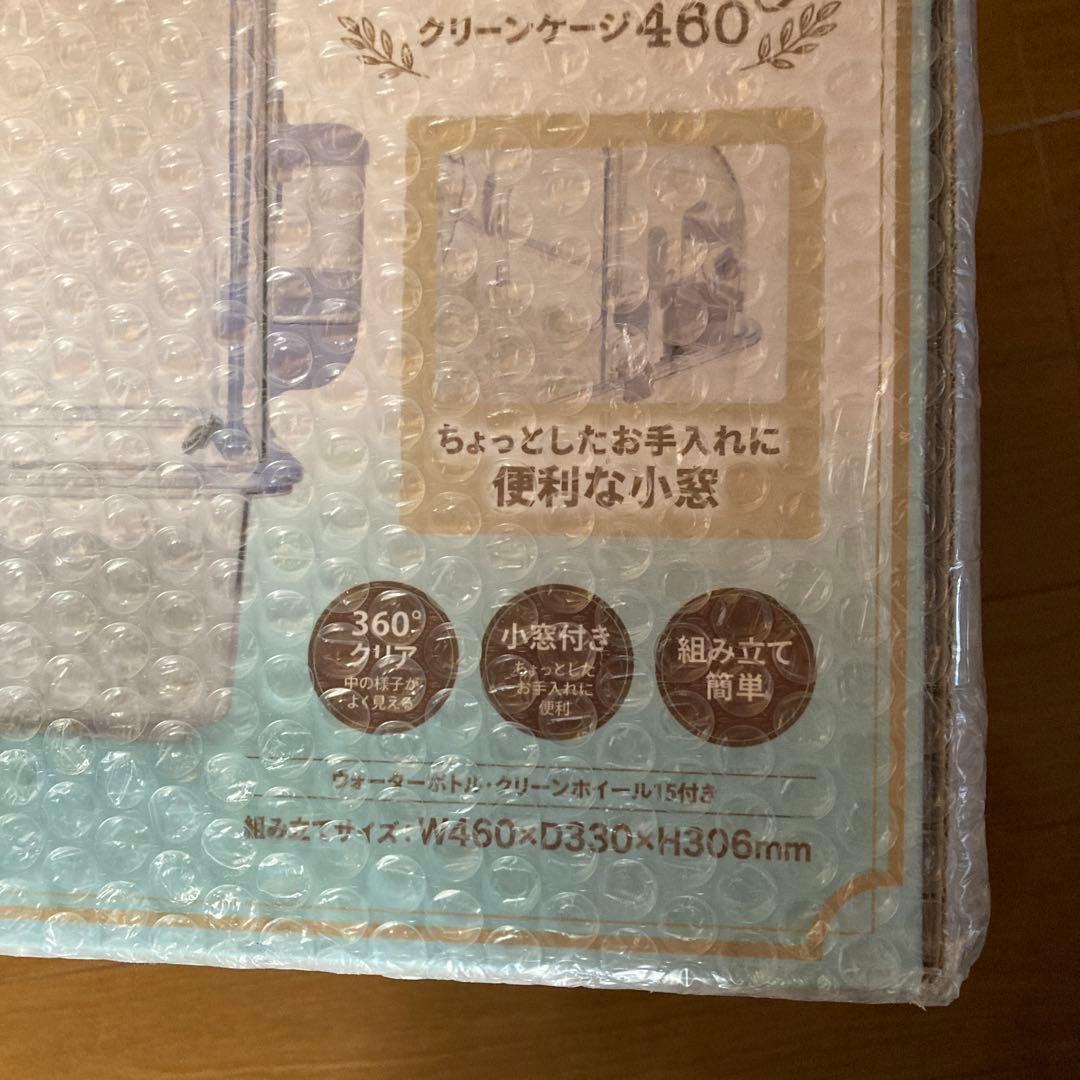 クリーンケージ460
ちょっとしたお手入れに
便利な小窓
360°
クリア
中の様子が
よく見える
小窓付き
ちょっとした
お手入れに
便利
組み立て
簡単
ウォーターボトル・クリーンホイール15付き
組み立てサイズ：W460×D330×H306mm